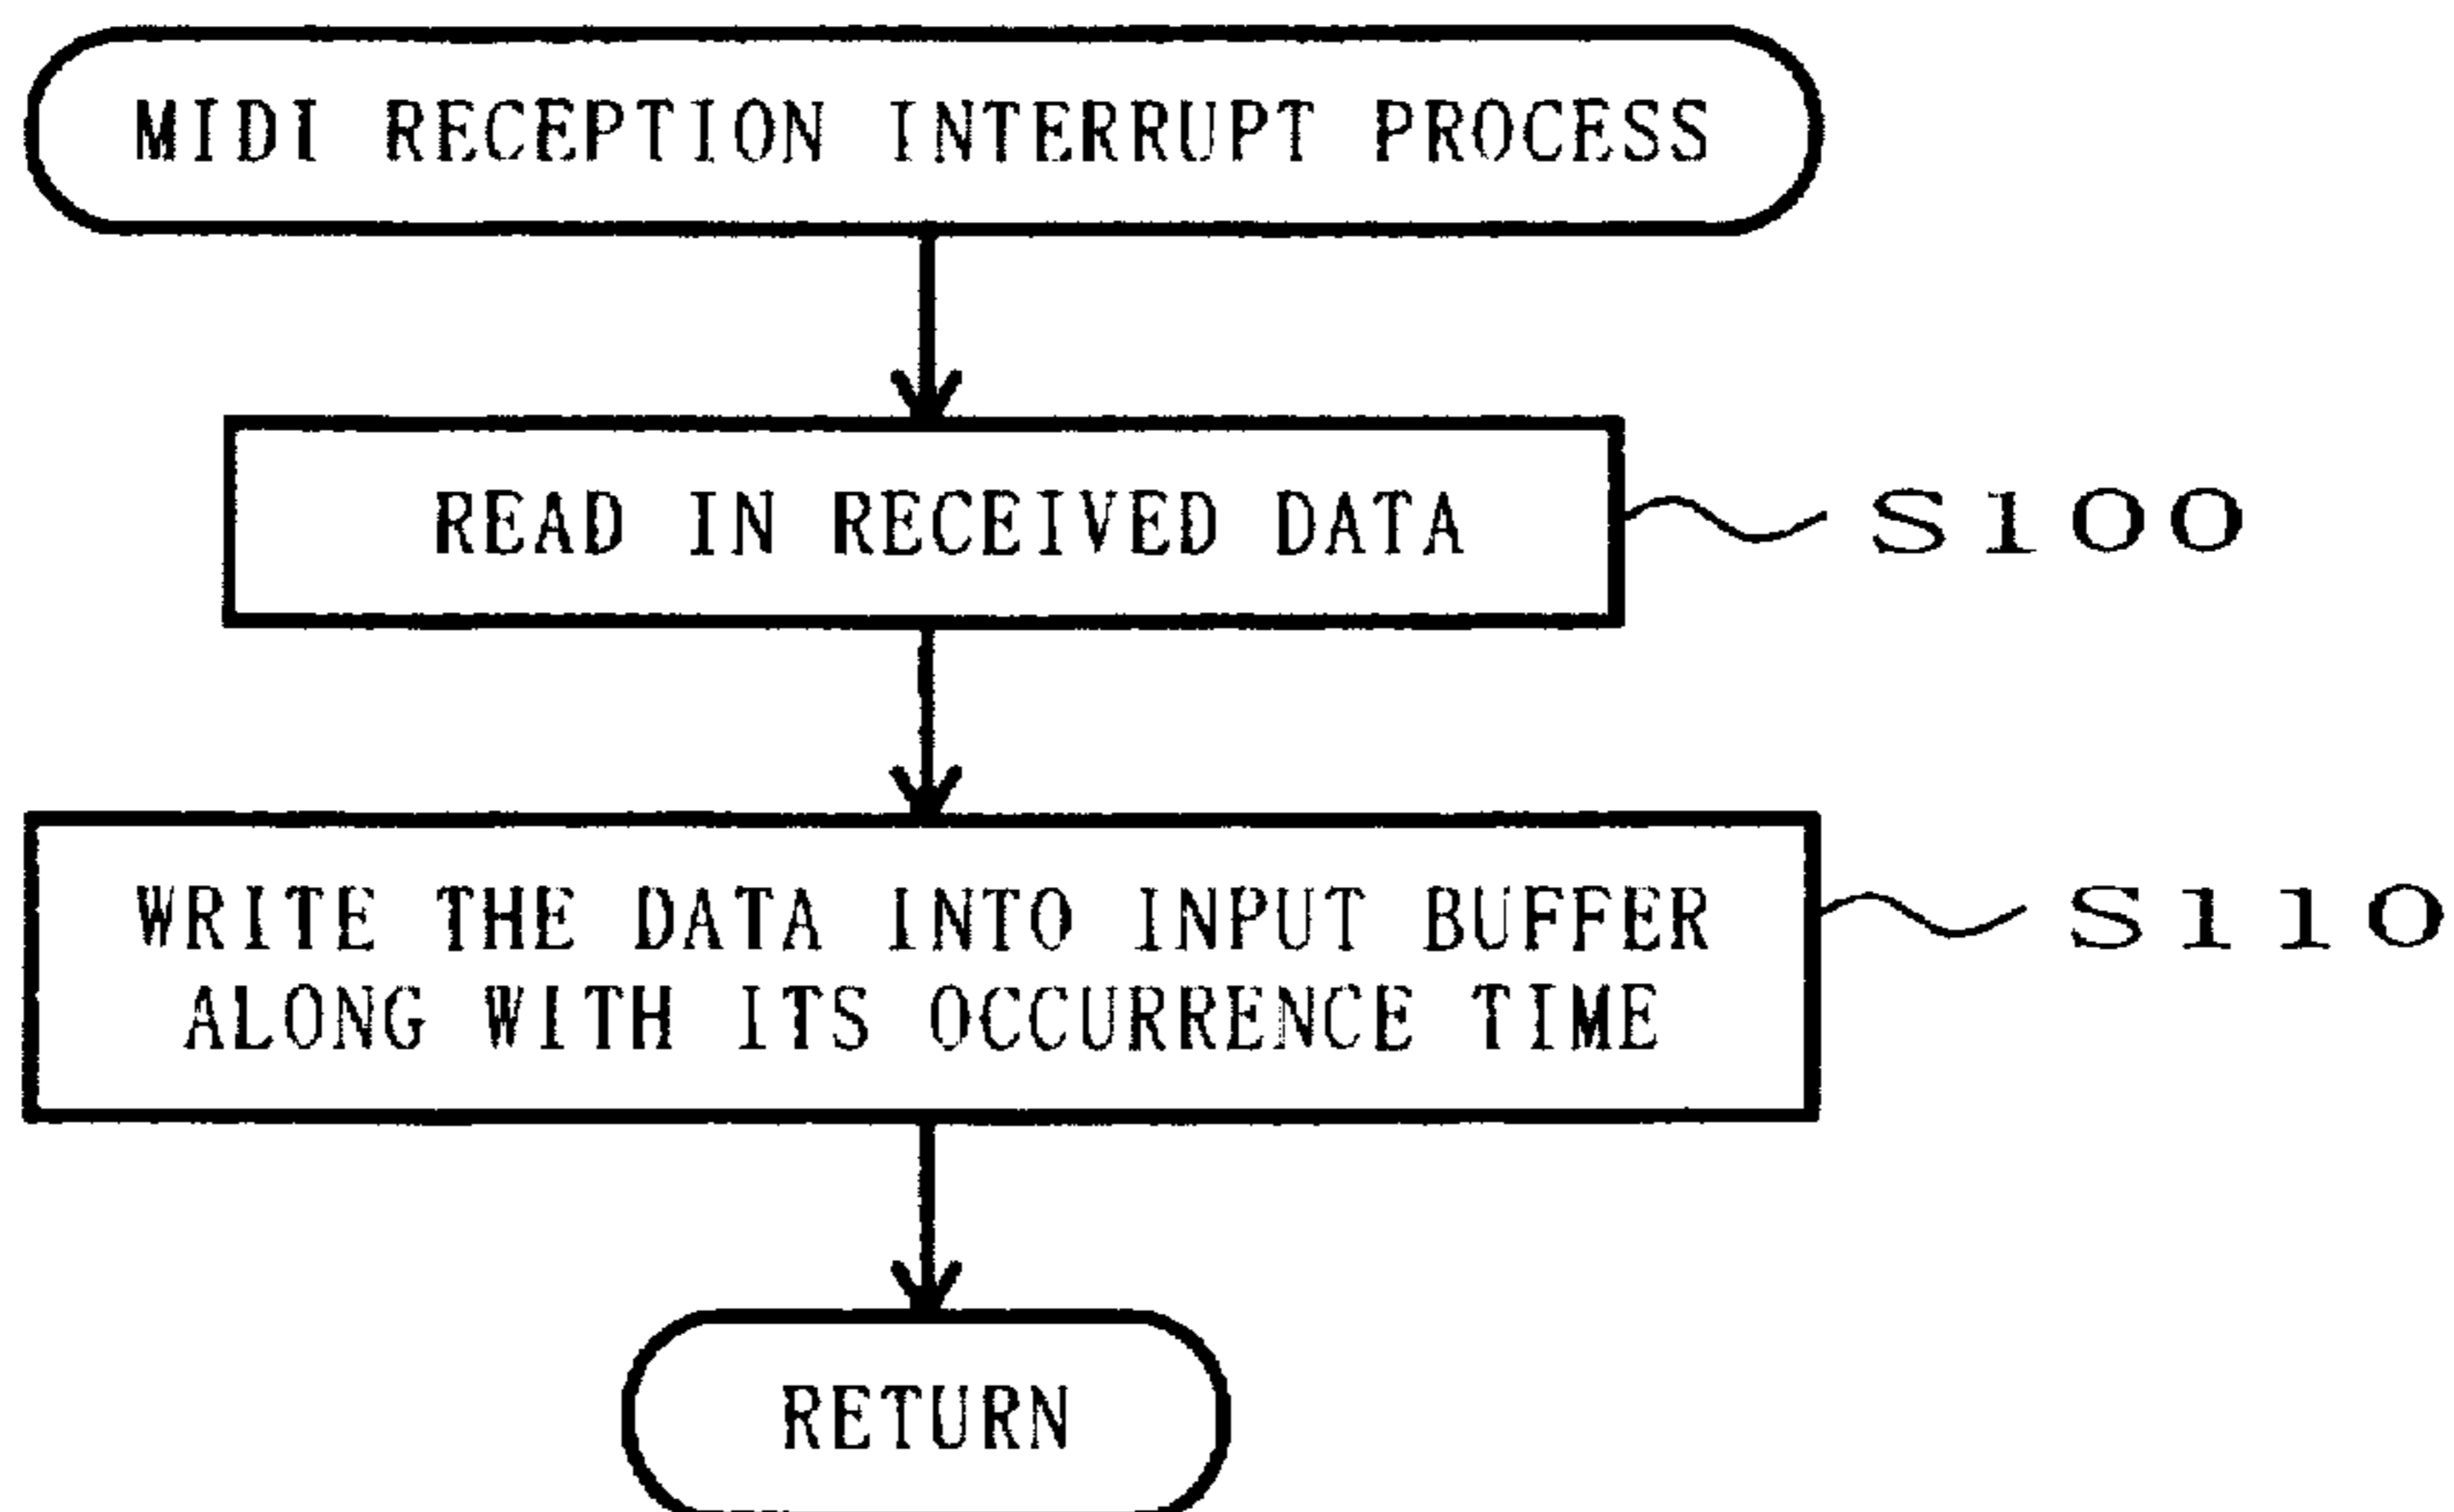 MIDI RECEPTION INTERRUPT PROCESS
READ IN RECEIVED DATA
S100
WRITE THE DATA INTO INPUT BUFFER
ALONG WITH ITS OCCURRENCE TIME
S110
RETURN